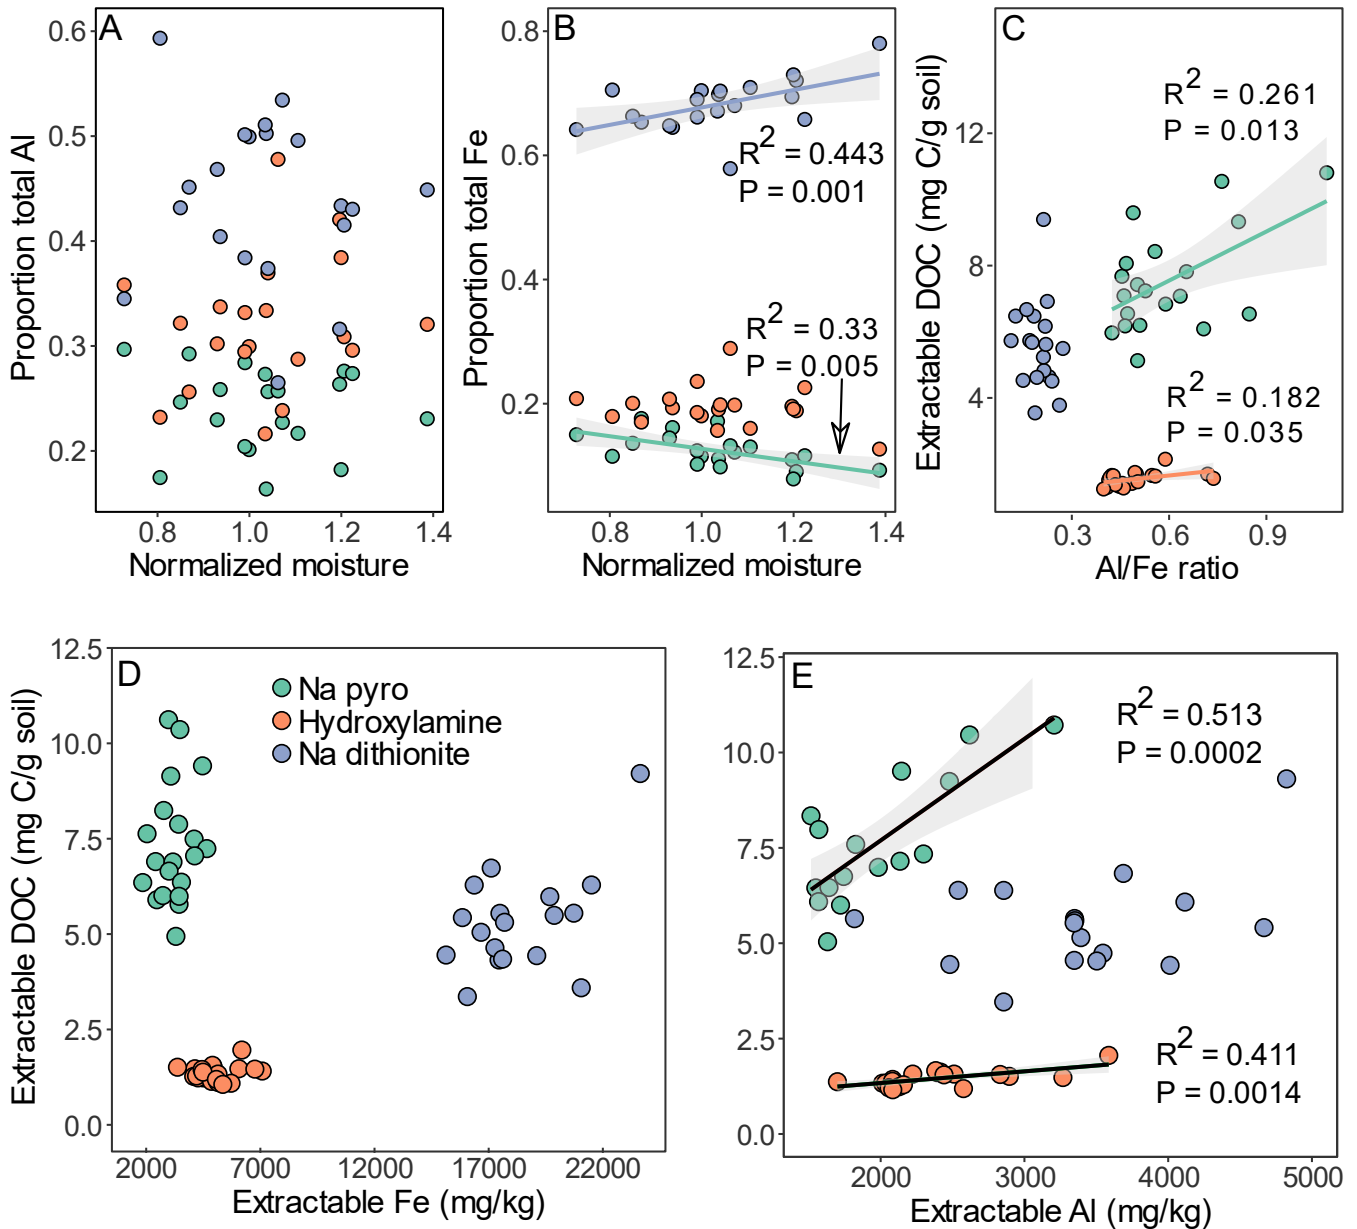 A
Proportion total Al
0.6
0.5
0.4
0.3
0.2
0.8
1.0
1.2
1.4
Normalized moisture
B
Proportion total Fe
0.8
0.6
0.4
0.2
R2 = 0.443
P = 0.001
R2 = 0.33
P = 0.005
0.8
1.0
1.2
1.4
Normalized moisture
C
Extractable DOC (mg C/g soil)
12
8
4
R2 = 0.261
P = 0.013
R2 = 0.182
P = 0.035
0.3
0.6
0.9
Al/Fe ratio
D
Extractable DOC (mg C/g soil)
12.5
10.0
7.5
5.0
2.5
0.0
Na pyro
Hydroxylamine
Na dithionite
2000
7000
12000
17000
22000
Extractable Fe (mg/kg)
E
12.5
10.0
7.5
5.0
2.5
0.0
R2 = 0.513
P = 0.0002
R2 = 0.411
P = 0.0014
2000
3000
4000
5000
Extractable Al (mg/kg)